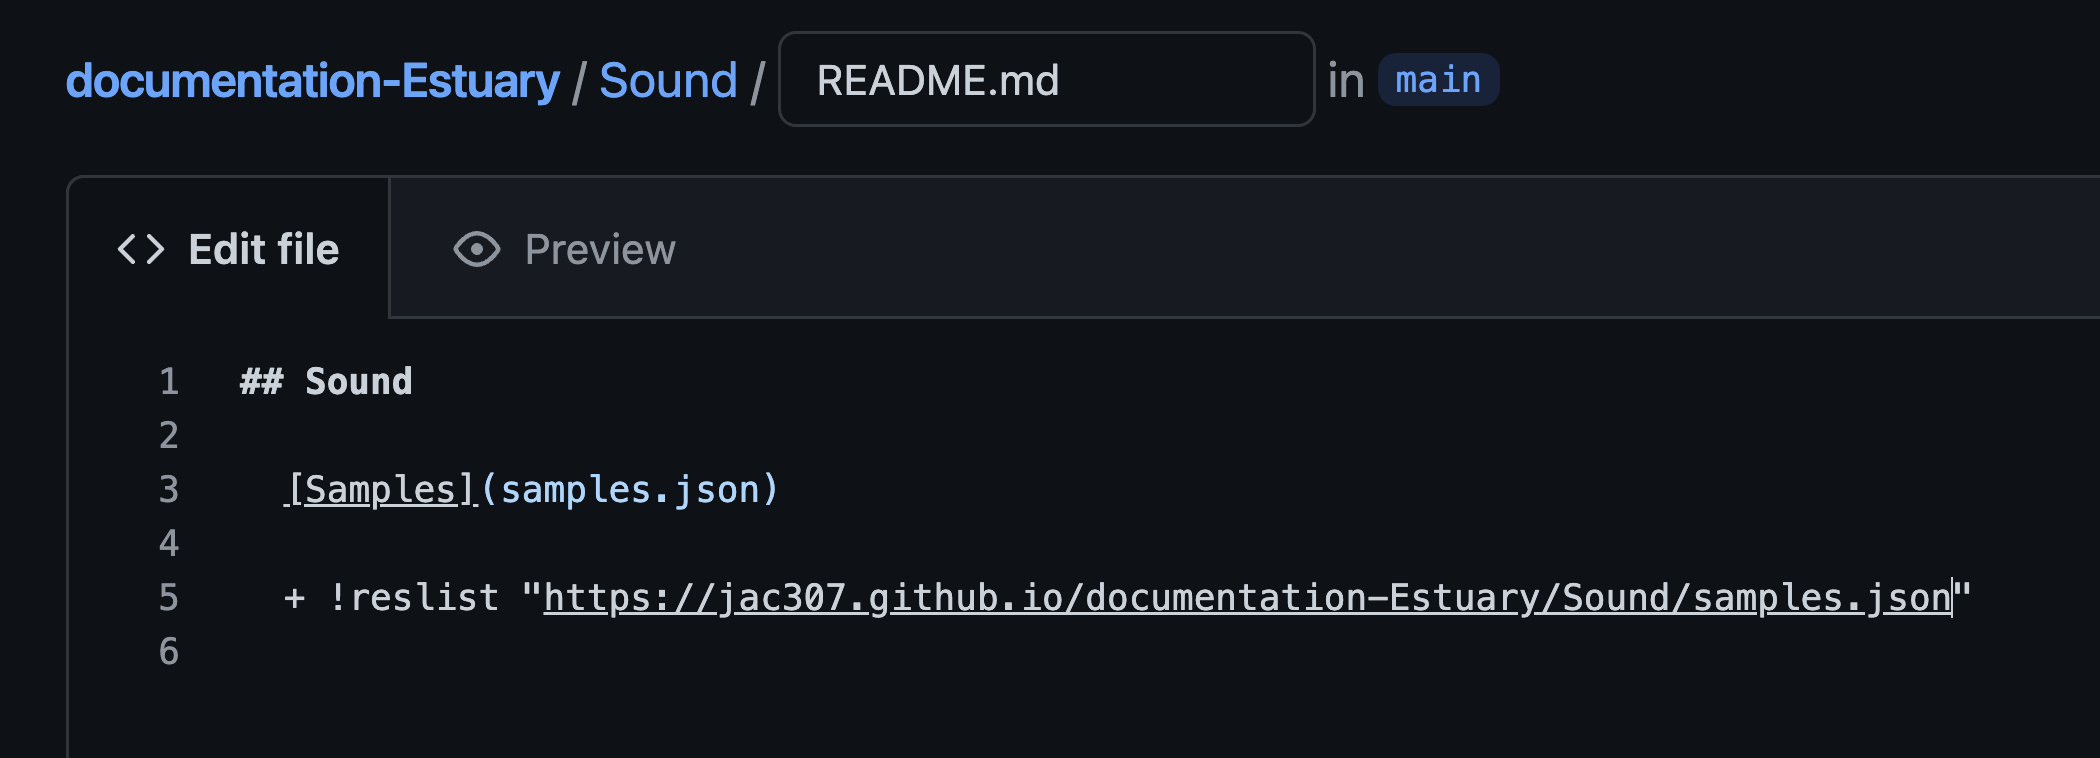 documentation-Estuary / Sound / README.md in main
<> Edit file Preview
1 ## Sound
2
3 [Samples](samples.json)
4
5 + !reslist "https://jac307.github.io/documentation-Estuary/Sound/samples.json"
6